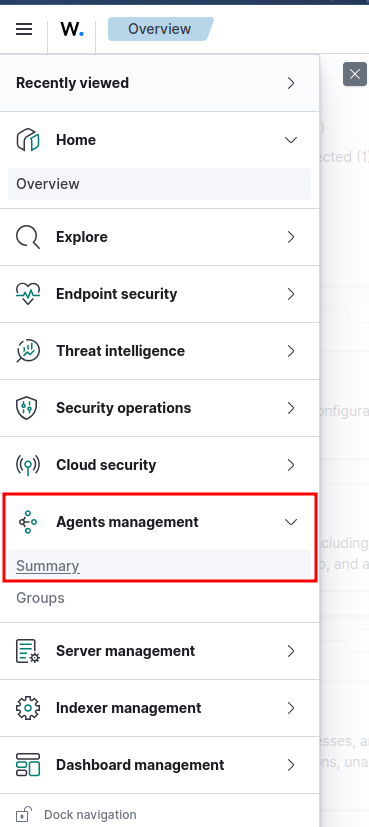 W.
Overview
Recently viewed
Home
Overview
Explore
Endpoint security
Threat intelligence
Security operations
Cloud security
Agents management
Summary
Groups
Server management
Indexer management
Dashboard management
Dock navigation
)
ected (1)
onfigura
cluding
o, and a
esses, a
ons, una